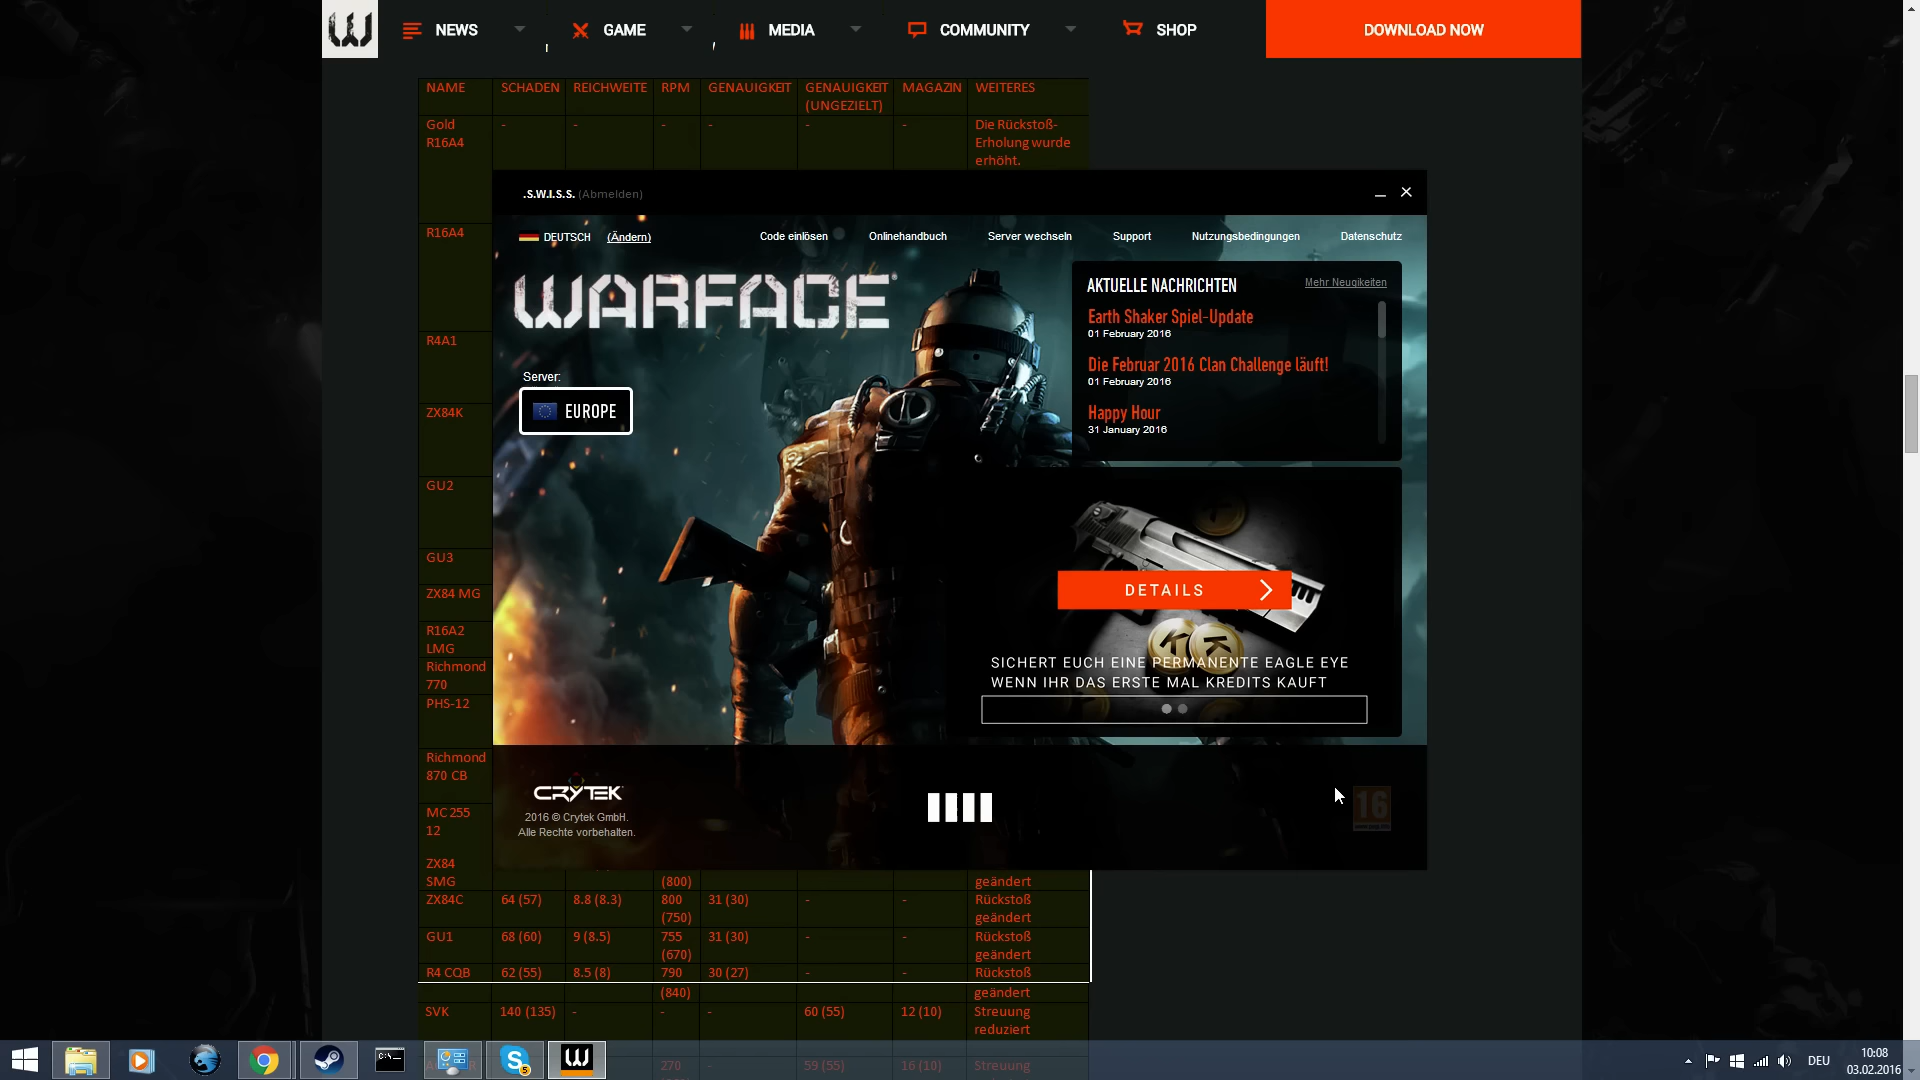 NEWS
GAME
MEDIA
COMMUNITY
SHOP
DOWNLOAD NOW
NAME SCHADEN REICHWEITE RPM GENAUIGKEIT GENAUIGKEIT (UNGEZIELT) MAGAZIN WEITERES
Gold R16A4 - - - - - - Die Rückstoß-
Erholung wurde
erhöht.
.S.W.I.S.S. (Abmelden)
R16A4
DEUTSCH (Ändern)
Code einlösen Onlinehandbuch Server wechseln Support Nutzungsbedingungen Datenschutz
WARFACE
AKTUELLE NACHRICHTEN Mehr Neuigkeiten
Earth Shaker Spiel-Update
01 February 2016
Die Februar 2016 Clan Challenge läuft!
01 February 2016
Happy Hour
31 January 2016
Server:
EUROPE
R4A1
ZX84K
GU2
GU3
ZX84 MG
R16A2
LMG
Richmond
770
PHS-12
Richmond
870 CB
MC 255
12
DETAILS
SICHERT EUCH EINE PERMANENTE EAGLE EYE
WENN IHR DAS ERSTE MAL KREDITS KAUFT
CRYTEK
2016 © Crytek GmbH.
Alle Rechte vorbehalten.
16
ZX84
SMG (800) geändert
ZX84C 64 (57) 8.8 (8.3) 800 31 (30) - - Rückstoß
(750) geändert
GU1 68 (60) 9 (8.5) 755 31 (30) - - Rückstoß
(670) geändert
R4 CQB 62 (55) 8.5 (8) 790 30 (27) - - Rückstoß
(840) geändert
SVK 140 (135) - - - 60 (55) 12 (10) Streuung
reduziert
270 - 59 (55) 16 (10) Streuung
DEU
10:08
03.02.2016